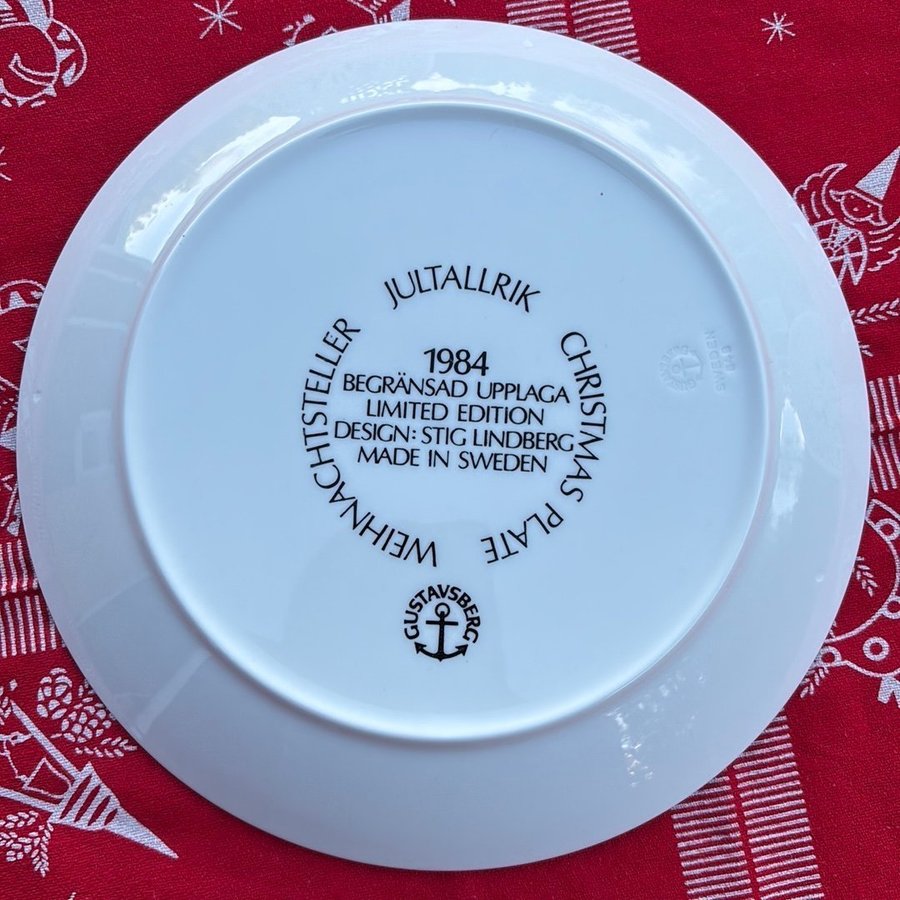 JULTALLRIK
CHRISTMAS PLATE
WEIHNACHTSTELLER
1984
BEGRÄNSAD UPPLAGA
LIMITED EDITION
DESIGN: STIG LINDBERG
MADE IN SWEDEN
GUSTAVSBERG